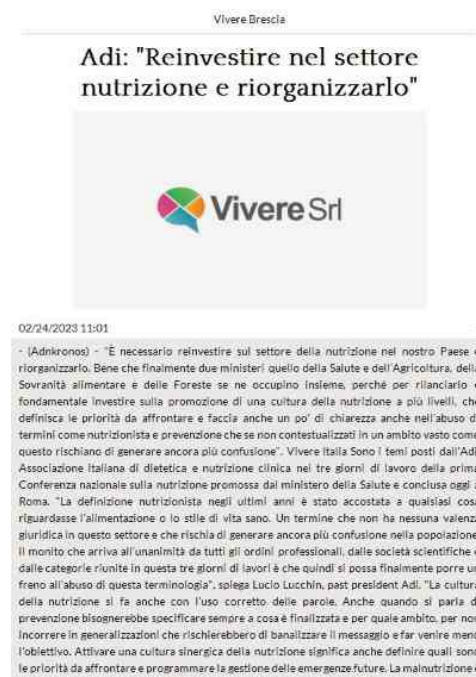 Vivere Brescia
Adi: "Reinvestire nel settore
nutrizione e riorganizzarlo"
Vivere Srl
02/24/2023 11:01
- (Adnkronos) - "È necessario reinvestire sul settore della nutrizione nel nostro Paese e
riorganizzarlo. Bene che finalmente due ministeri quello della Salute e dell'Agricoltura, della
Sovranità alimentare e delle Foreste se ne occupino insieme, perché per rilanciarlo è
fondamentale investire sulla promozione di una cultura della nutrizione a più livelli, che
definisca le priorità da affrontare e faccia anche un po' di chiarezza anche nell'abuso di
termini come nutrizionista e prevenzione che se non contestualizzati in un ambito vasto come
questo rischiano di generare ancora più confusione". Vivere Italia Sono i temi posti dall'Adi,
Associazione italiana di dietetica e nutrizione clinica nei tre giorni di lavoro della prima
Conferenza nazionale sulla nutrizione promossa dal ministero della Salute e conclusa oggi a
Roma. "La definizione nutrizionista negli ultimi anni è stato accostata a qualsiasi cosa
riguardasse l'alimentazione o lo stile di vita sano. Un termine che non ha nessuna valenza
giuridica in questo settore e che rischia di generare ancora più confusione nella popolazione.
Il monito che arriva all'unanimità da tutti gli ordini professionali, dalle società scientifiche e
dalle categorie riunite in questa tre giorni di lavori è che quindi si possa finalmente porre un
freno all'abuso di questa terminologia", spiega Lucio Lucchin, past president Adi. "La cultura
della nutrizione si fa anche con l'uso corretto delle parole. Anche quando si parla di
prevenzione bisognerebbe specificare sempre a cosa è finalizzata e per quale ambito, per non
incorrere in generalizzazioni che rischierebbero di banalizzare il messaggio e far venire meno
l'obiettivo. Attivare una cultura sinergica della nutrizione significa anche definire quali sono
le priorità da affrontare e programmare la gestione delle emergenze future. La malnutrizione è